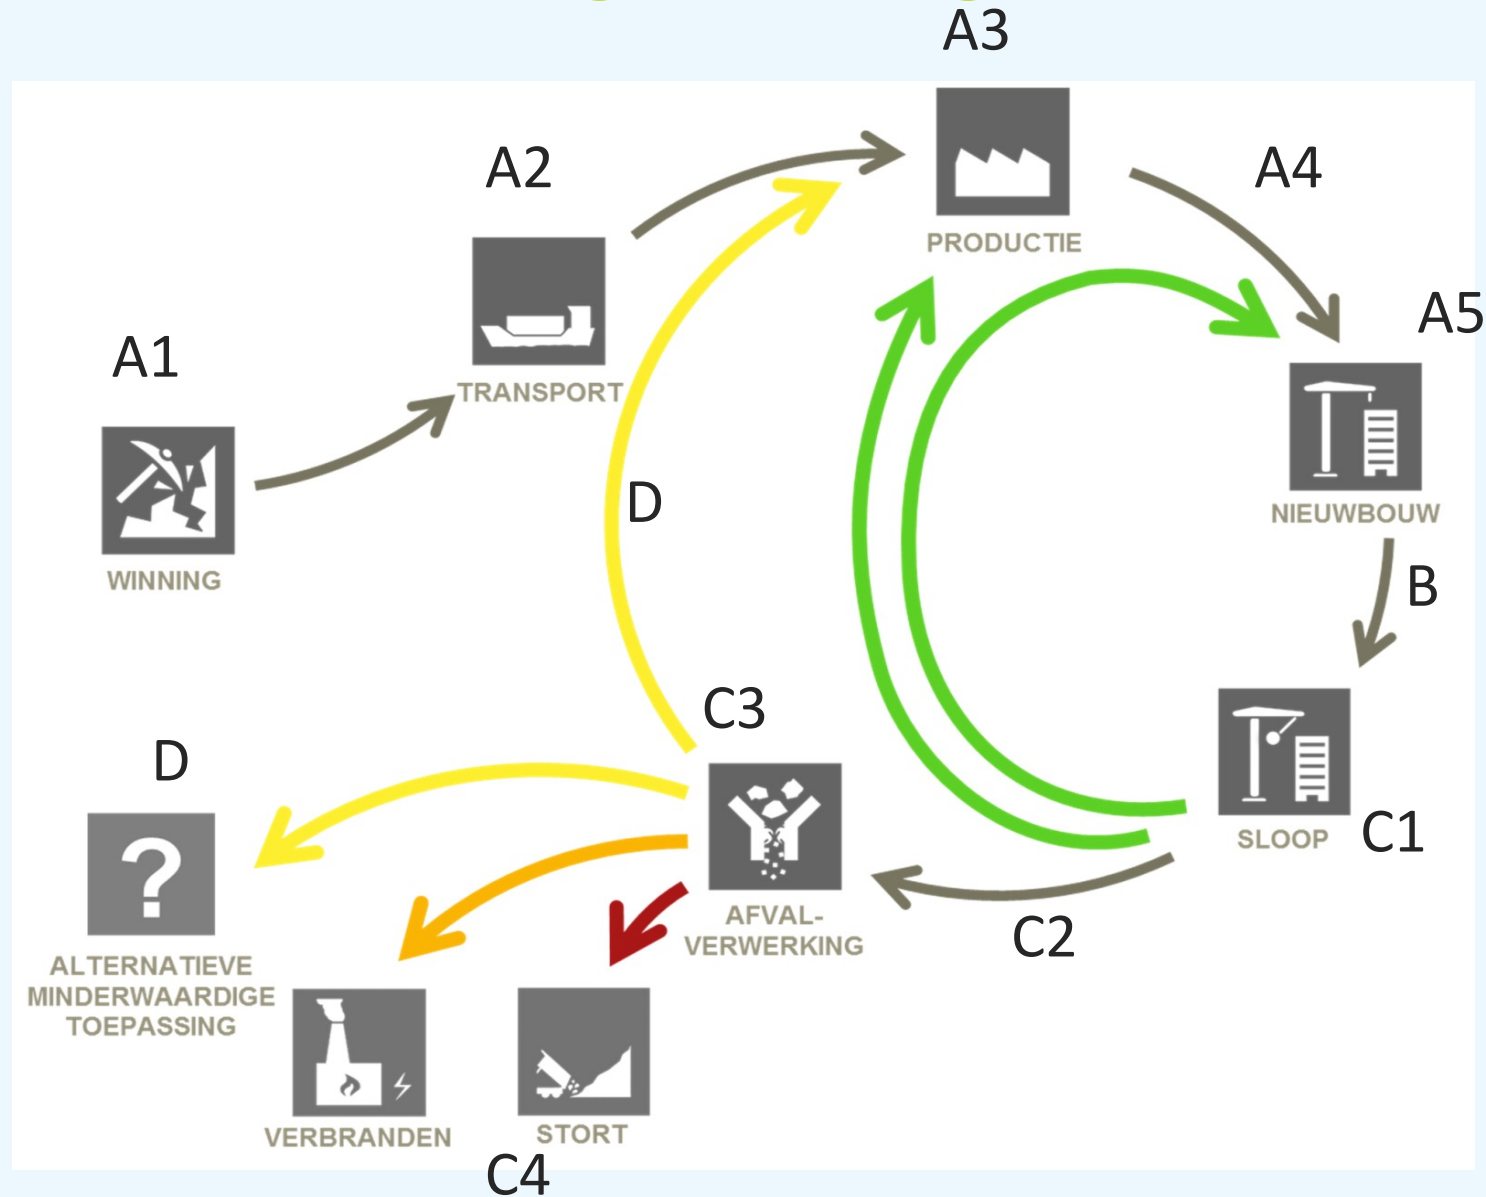 A3
A2
A4
PRODUCTIE
A1
TRANSPORT
A5
WINNING
D
NIEUWBOUW
B
C3
D
SLOOP
C1
AFVAL-
VERWERKING
C2
ALTERNATIEVE
MINDERWAARDIGE
TOEPASSING
VERBRANDEN
STORT
C4